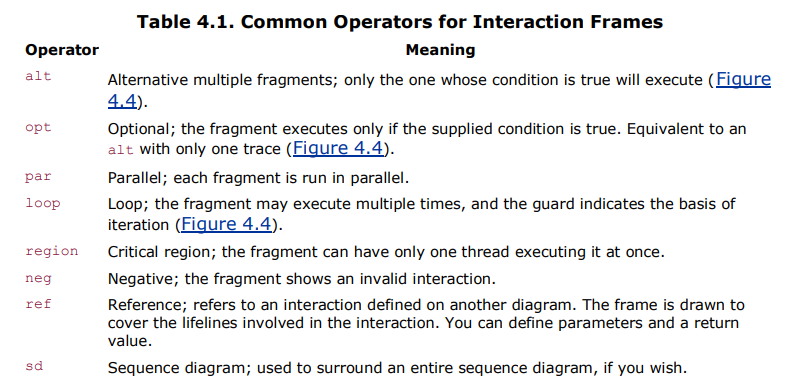 Table 4.1. Common Operators for Interaction Frames
Operator Meaning
alt Alternative multiple fragments; only the one whose condition is true will execute (Figure
4.4).
opt Optional; the fragment executes only if the supplied condition is true. Equivalent to an
alt with only one trace (Figure 4.4).
par Parallel; each fragment is run in parallel.
loop Loop; the fragment may execute multiple times, and the guard indicates the basis of
iteration (Figure 4.4).
region Critical region; the fragment can have only one thread executing it at once.
neg Negative; the fragment shows an invalid interaction.
ref Reference; refers to an interaction defined on another diagram. The frame is drawn to
cover the lifelines involved in the interaction. You can define parameters and a return
value.
sd Sequence diagram; used to surround an entire sequence diagram, if you wish.